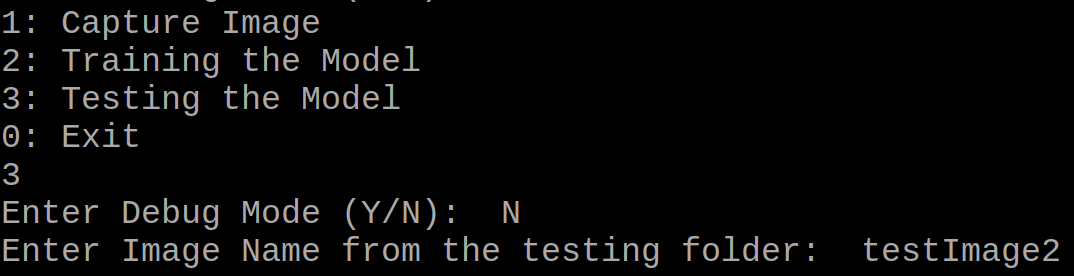 1: Capture Image
2: Training the Model
3: Testing the Model
0: Exit
3
Enter Debug Mode (Y/N):  N
Enter Image Name from the testing folder:  testImage2